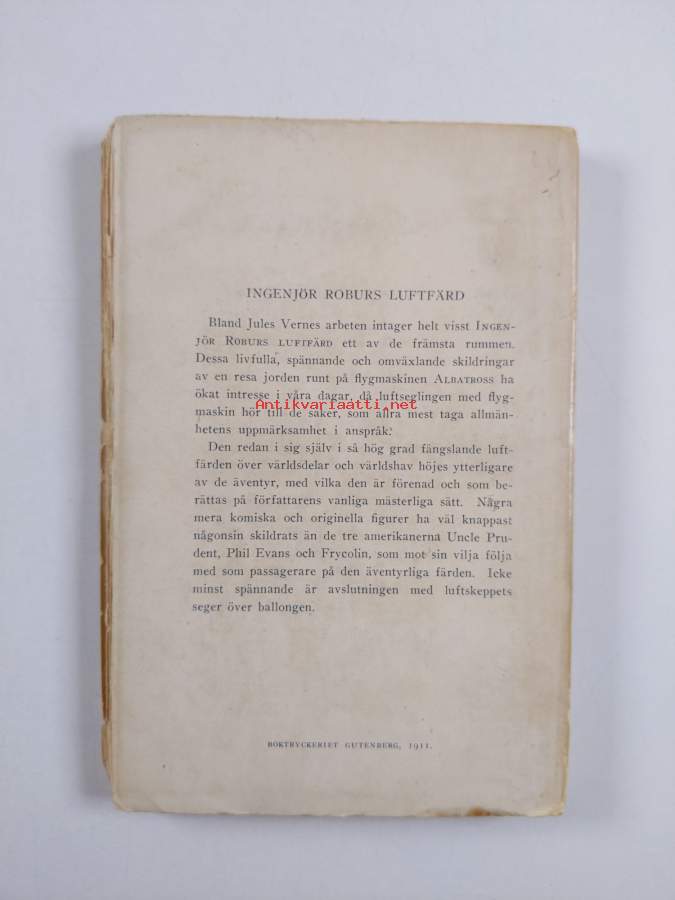 INGENJÖR ROBURS LUFTFÄRD
Bland Jules Vernes arbeten intager helt visst INGEN-
JÖR ROBURS LUFTFÄRD ett av de främsta rummen.
Dessa livfulla, spännande och omväxlande skildringar
av en resa jorden runt på flygmaskinen ALBATROSS ha
ökat intresse i våra dagar, då luftseglingen med flyg-
Antikvariaatti.net
maskin hör till de saker, som allra mest taga allmän-
hetens uppmärksamhet i anspråk.
Den redan i sig själv i så hög grad fängslande luft-
färden över världsdelar och världshav höjes ytterligare
av de äventyr, med vilka den är förenad och som be-
rättas på författarens vanliga mästerliga sätt. Några
mera komiska och originella figurer ha väl knappast
någonsin skildrats än de tre amerikanerna Uncle Pru-
dent, Phil Evans och Frycolin, som mot sin vilja följa
med som passagerare på den äventyrliga färden. Icke
minst spännande är avslutningen med luftskeppets
seger över ballongen.
BOKTRYCKERIET GUTENBERG, 1911.